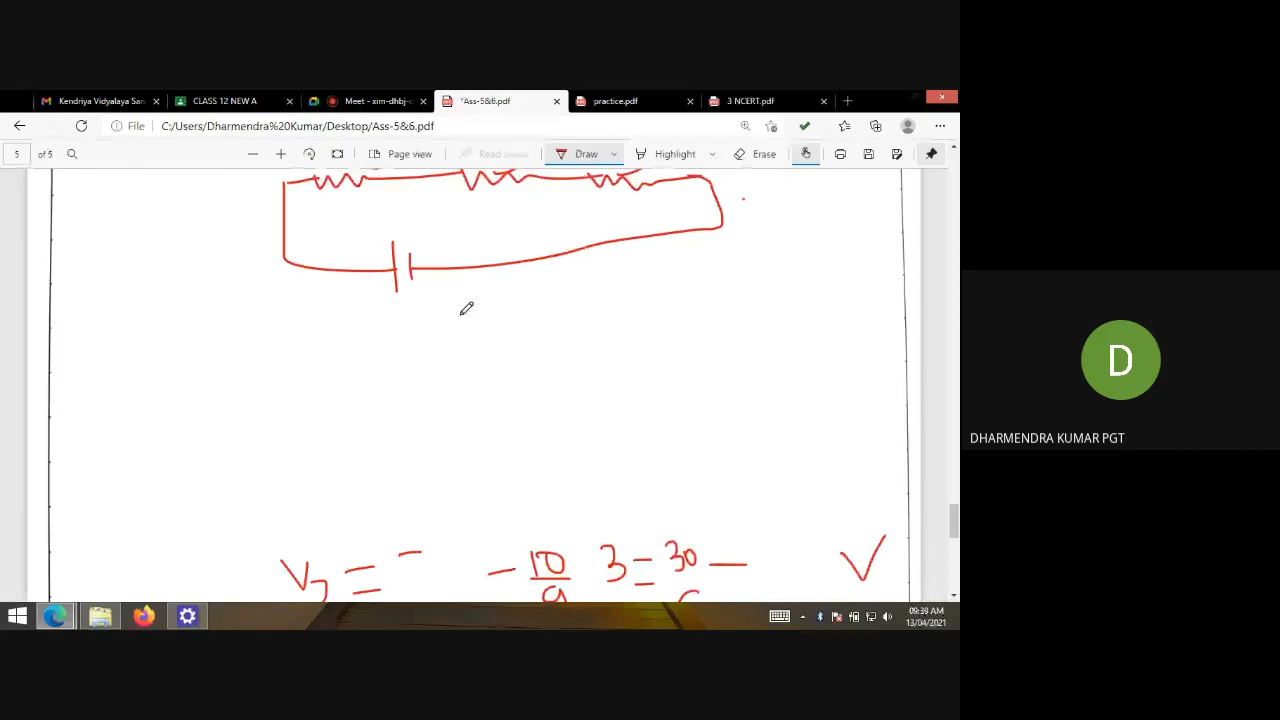 Kendriya Vidyalaya San
CLASS 12 NEW A
Meet - xim-dhbj-c
*Ass-5&6.pdf
practice.pdf
3 NCERT.pdf
File C:/Users/Dharmendra%20Kumar/Desktop/Ass-5&6.pdf
5 of 5 Page view Read aloud Draw Highlight Erase
= - 10/9 3 = 30 — V
D
DHARMENDRA KUMAR PGT
09:39 AM
13/04/2021